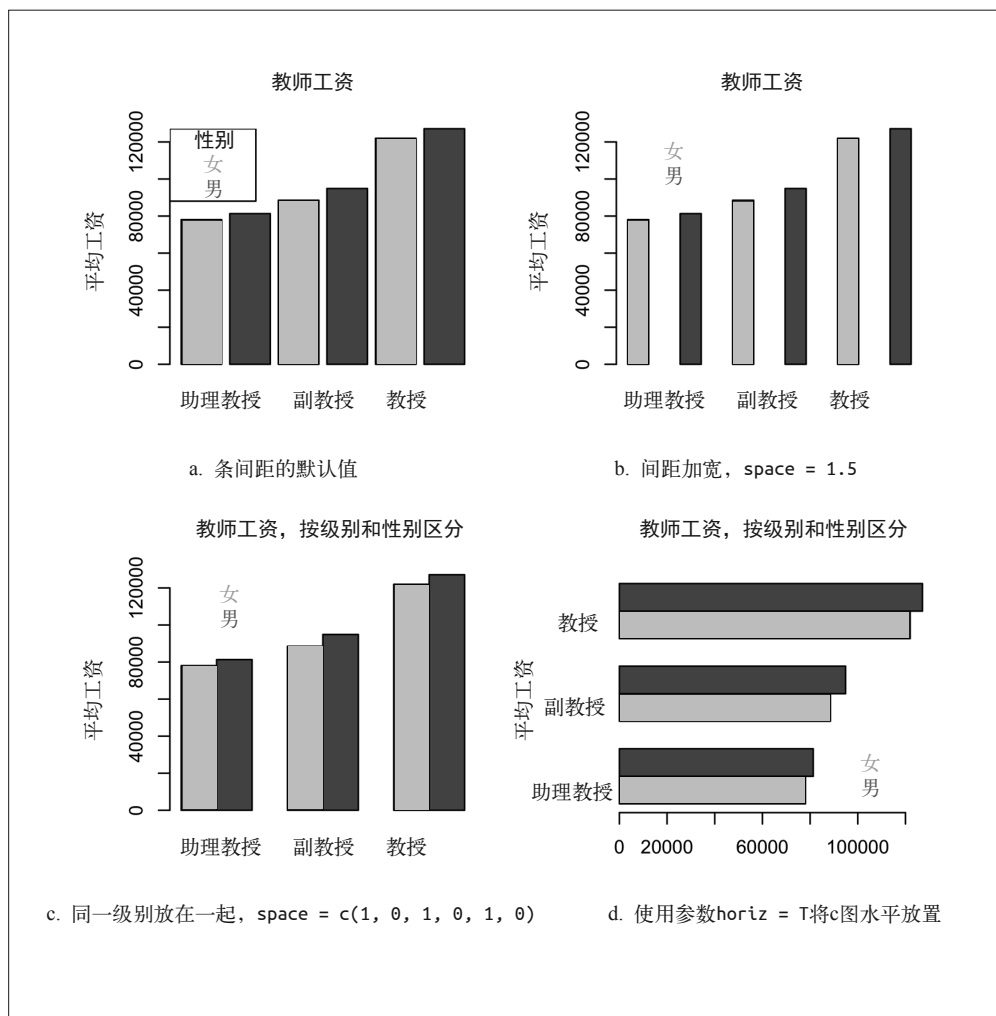 教师工资
平均工资
120000
80000
40000
0
性别
女
男
助理教授 副教授 教授
a. 条间距的默认值
教师工资
平均工资
120000
80000
40000
0
女
男
助理教授 副教授 教授
b. 间距加宽，space = 1.5
教师工资，按级别和性别区分
平均工资
120000
80000
40000
0
女
男
助理教授 副教授 教授
c. 同一级别放在一起，space = c(1, 0, 1, 0, 1, 0)
教师工资，按级别和性别区分
平均工资
教授
副教授
助理教授
女
男
0 20000 60000 100000
d. 使用参数horiz = T将c图水平放置